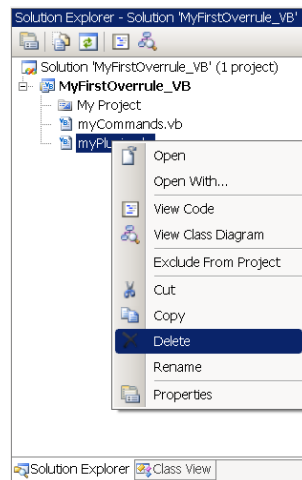 Solution Explorer - Solution 'MyFirstOverrule_VB'
Solution 'MyFirstOverrule_VB' (1 project)
MyFirstOverrule_VB
My Project
myCommands.vb
Open
Open With...
View Code
View Class Diagram
Exclude From Project
Cut
Copy
Delete
Rename
Properties
Solution Explorer
Class View